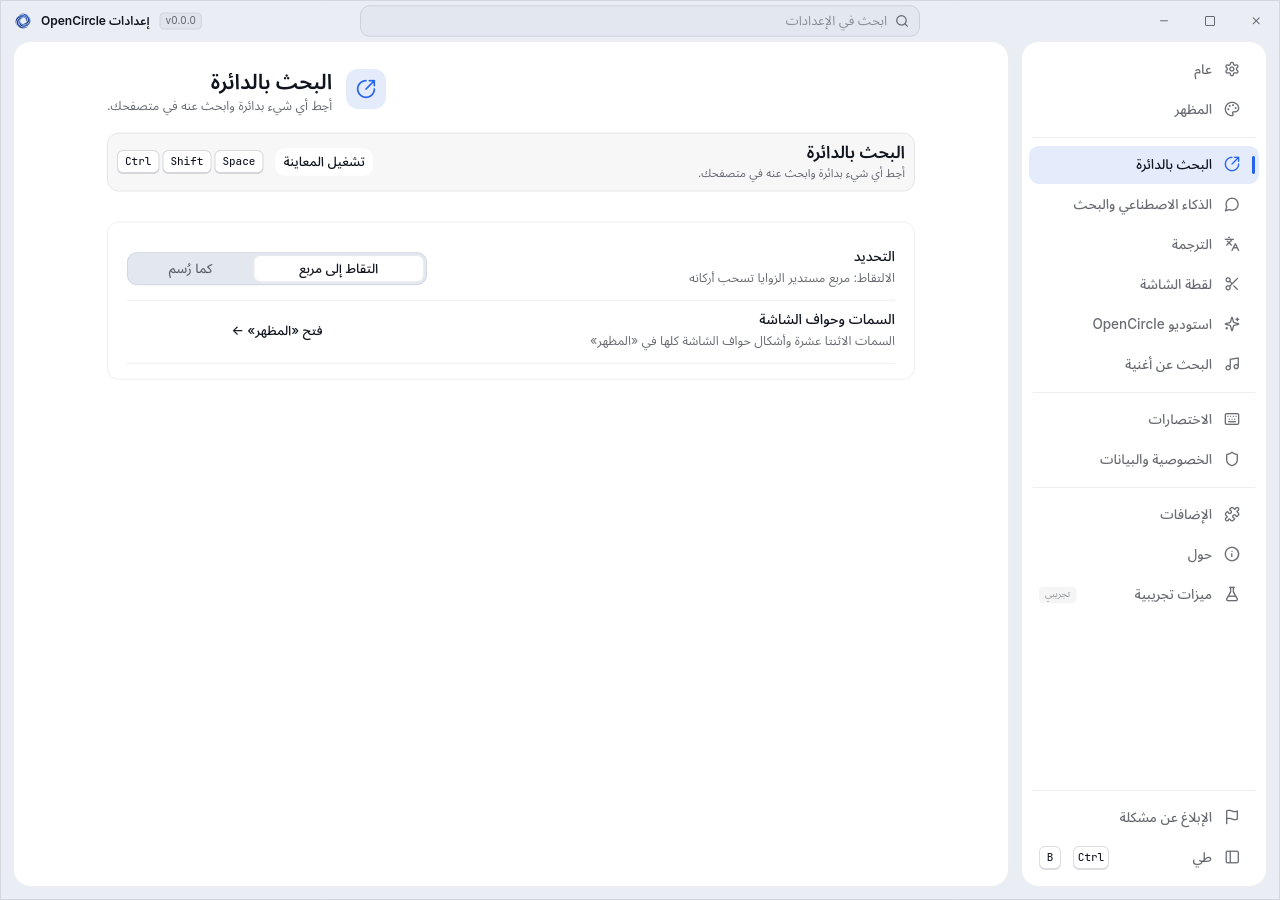 إعدادات OpenCircle
v0.0.0
ابحث في الإعدادات
عام
المظهر
البحث بالدائرة
الذكاء الاصطناعي والبحث
الترجمة
لقطة الشاشة
استوديو OpenCircle
البحث عن أغنية
الاختصارات
الخصوصية والبيانات
الإضافات
حول
ميزات تجريبية
تجريبي
الإبلاغ عن مشكلة
طي
Ctrl B
البحث بالدائرة
أحِط أي شيء بدائرة وابحث عنه في متصفحك.
البحث بالدائرة
أحِط أي شيء بدائرة وابحث عنه في متصفحك.
تشغيل المعاينة
Ctrl Shift Space
التحديد
الالتقاط: مربع مستدير الزوايا تسحب أركانه
التقاط إلى مربع
كما رُسم
السمات وحواف الشاشة
السمات الاثنتا عشرة وأشكال حواف الشاشة كلها في «المظهر»
فتح «المظهر» ←